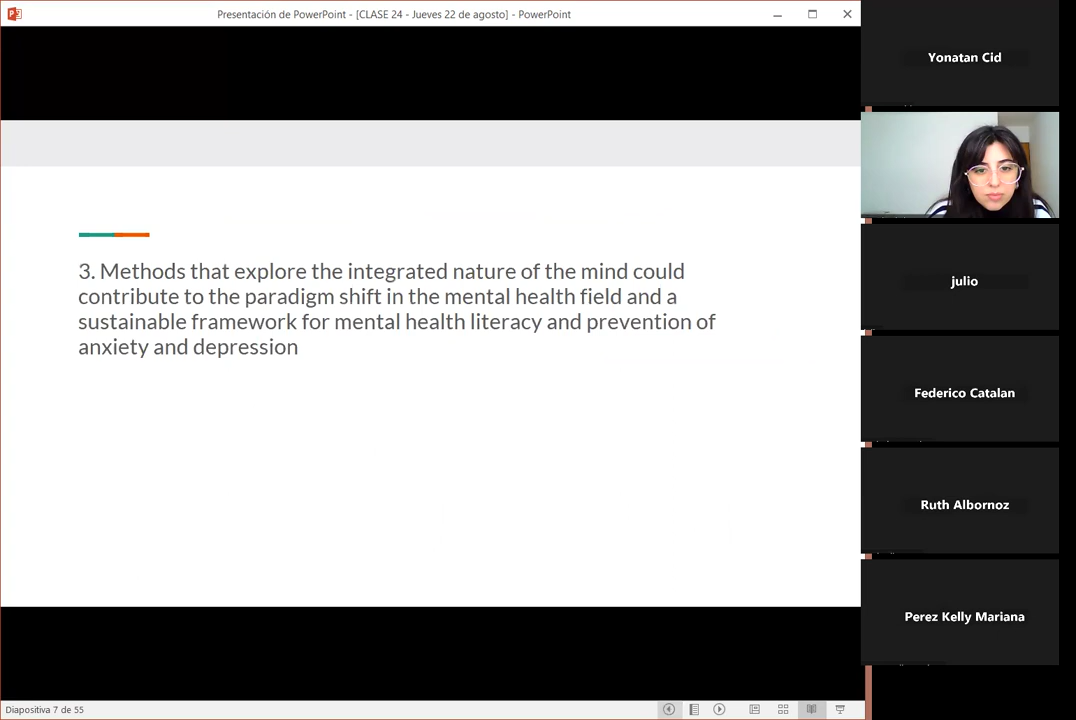 Presentación de PowerPoint - [CLASE 24 - Jueves 22 de agosto] - PowerPoint
Yonatan Cid
3. Methods that explore the integrated nature of the mind could
contribute to the paradigm shift in the mental health field and a
sustainable framework for mental health literacy and prevention of
anxiety and depression
julio
Federico Catalan
Ruth Albornoz
Perez Kelly Mariana
Diapositiva 7 de 55